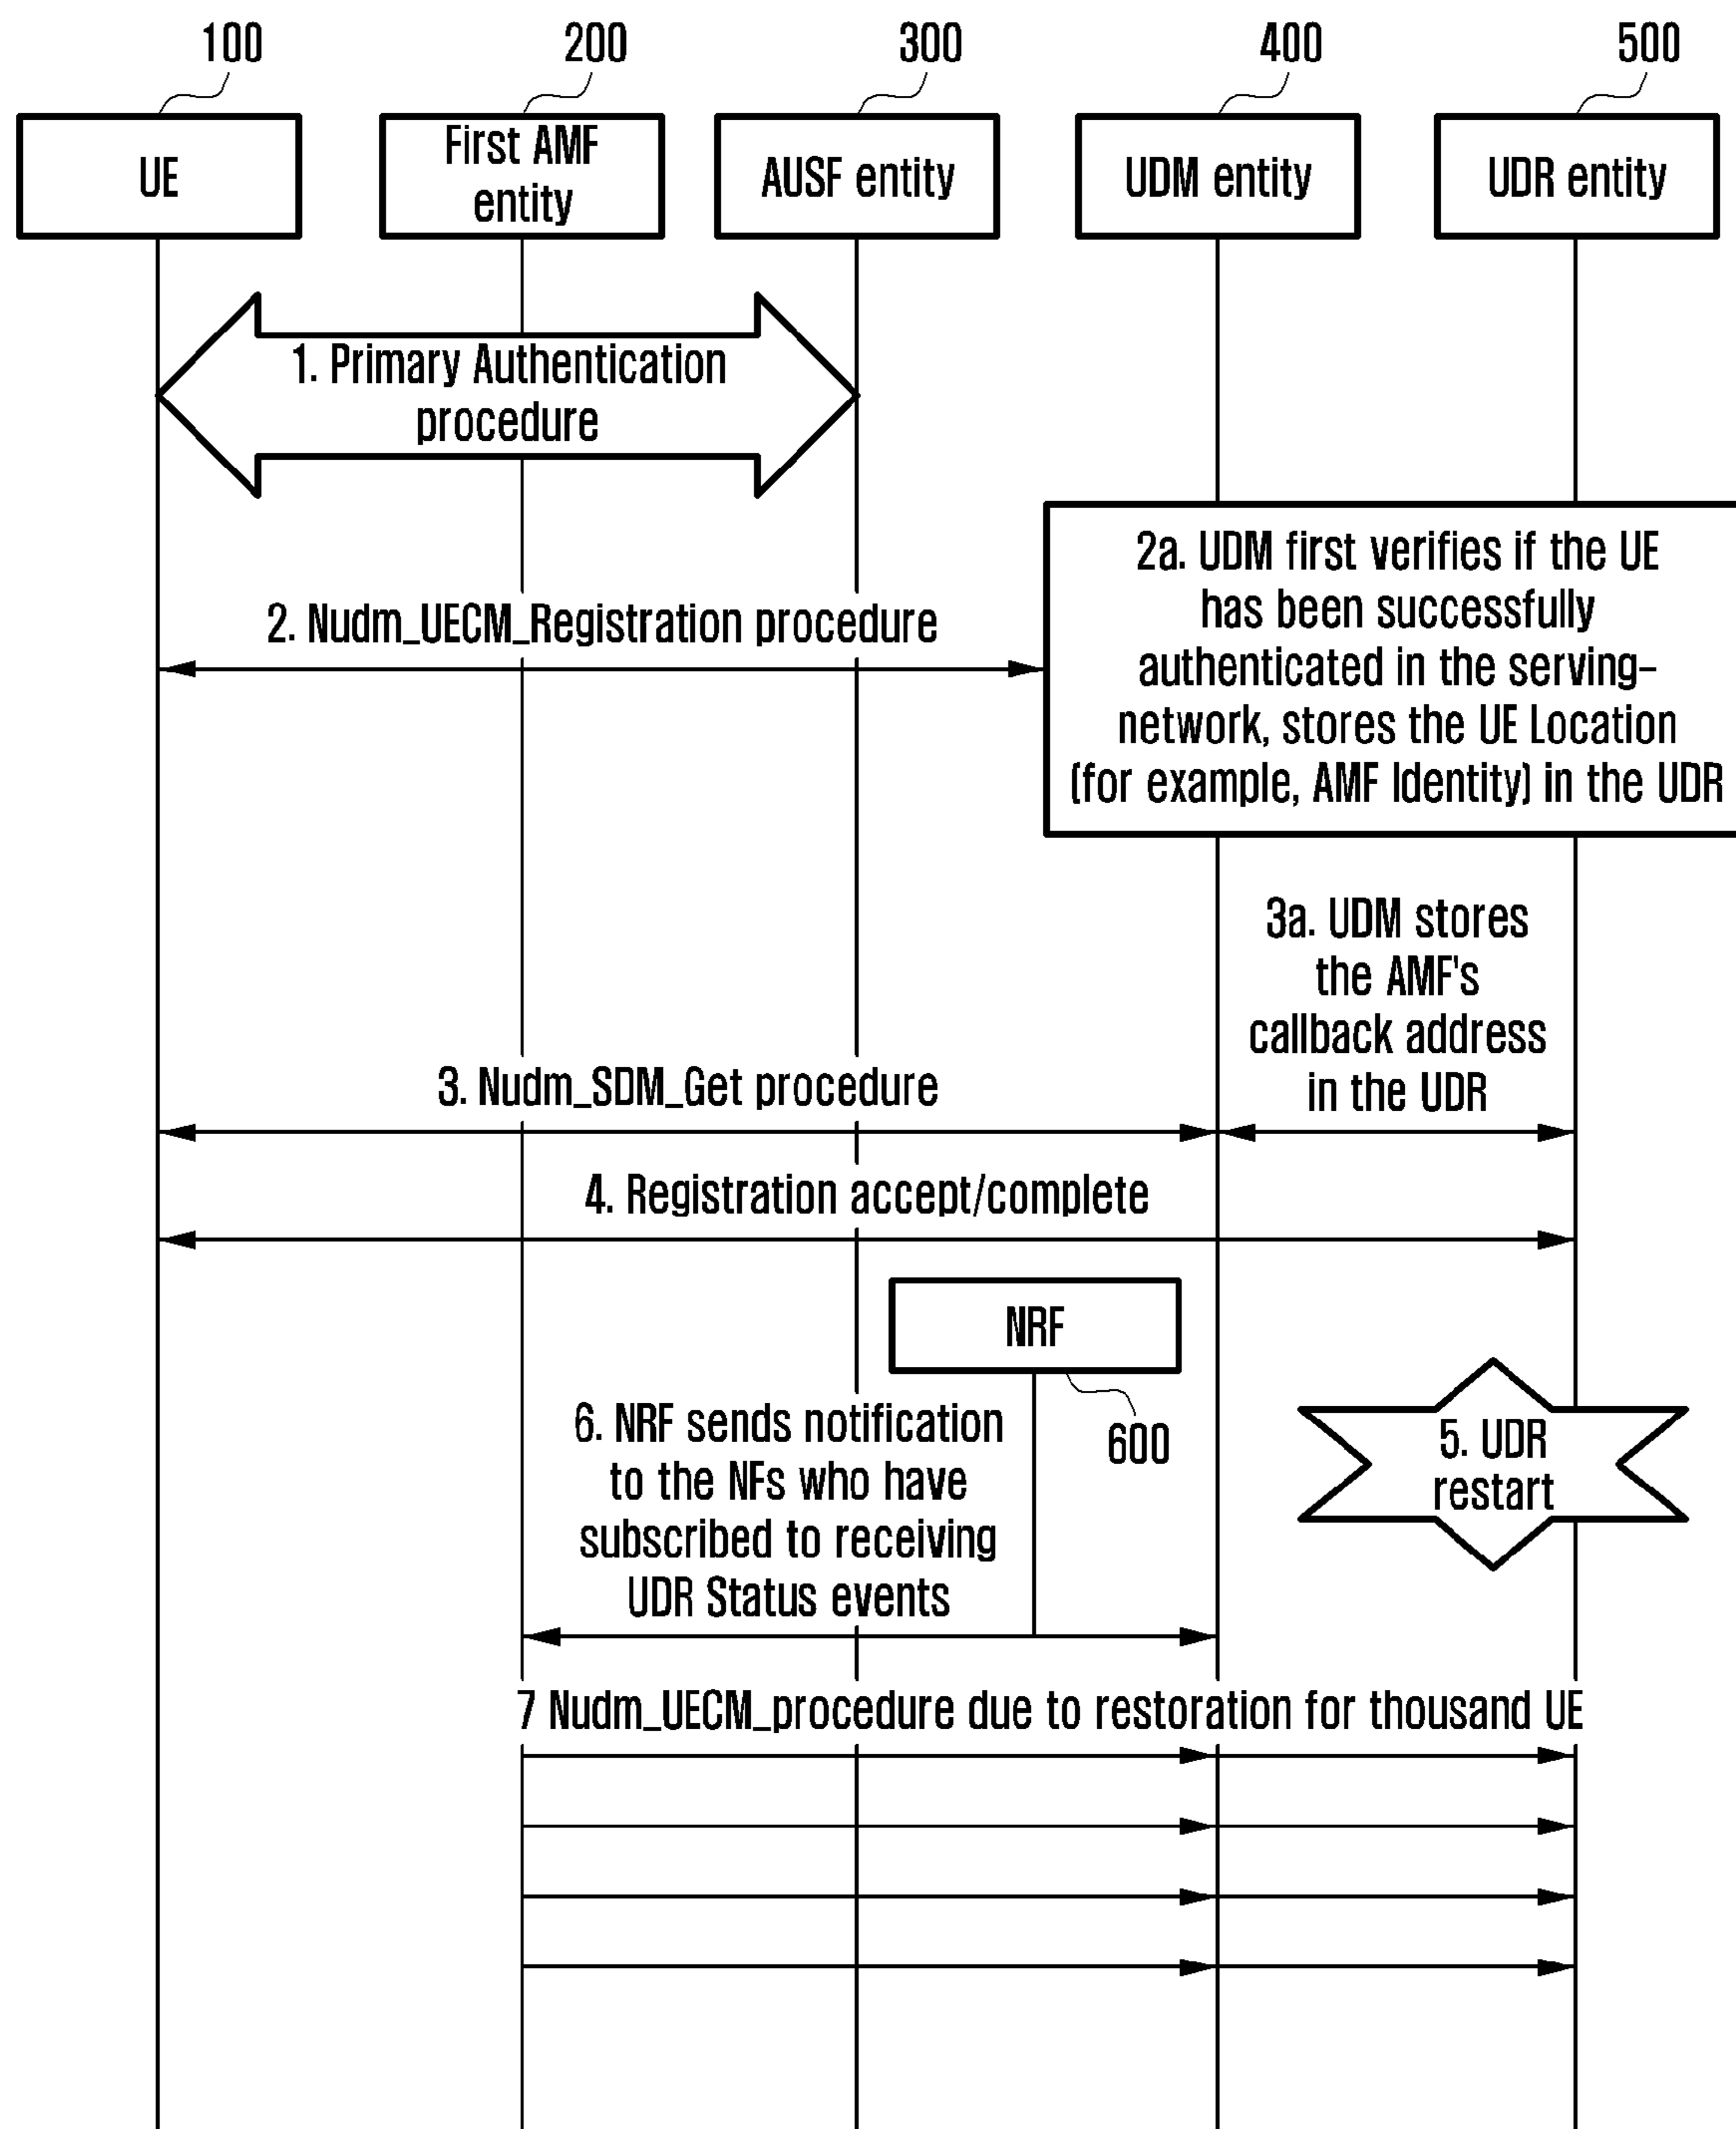 100
200
300
400
500
UE
First AMF
entity
AUSF entity
UDM entity
UDR entity
1. Primary Authentication
procedure
2a. UDM first verifies if the UE
has been successfully
authenticated in the serving-
network, stores the UE Location
(for example, AMF Identity) in the UDR
2. Nudm_UECM_Registration procedure
3a. UDM stores
the AMF's
callback address
in the UDR
3. Nudm_SDM_Get procedure
4. Registration accept/complete
NRF
600
5. UDR
restart
6. NRF sends notification
to the NFs who have
subscribed to receiving
UDR Status events
7 Nudm_UECM_procedure due to restoration for thousand UE